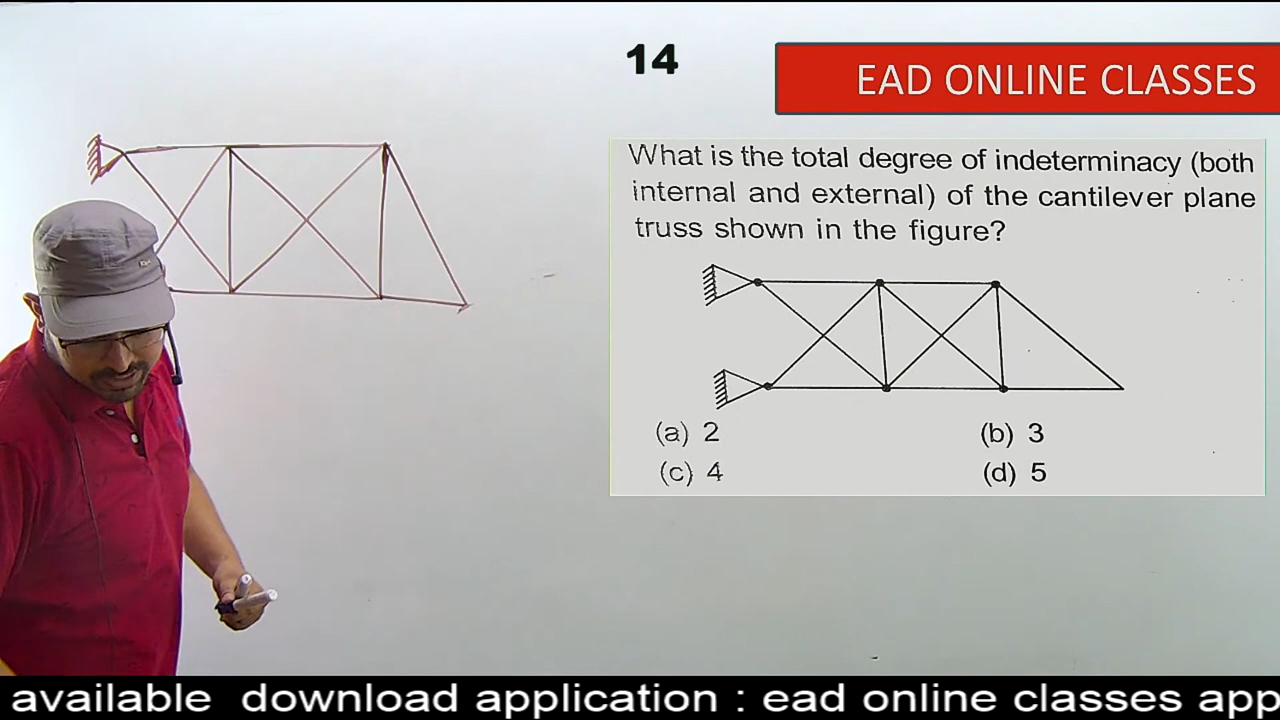 14
EAD ONLINE CLASSES
What is the total degree of indeterminacy (both
internal and external) of the cantilever plane
truss shown in the figure?
(a) 2
(b) 3
(c) 4
(d) 5
available download application : ead online classes app